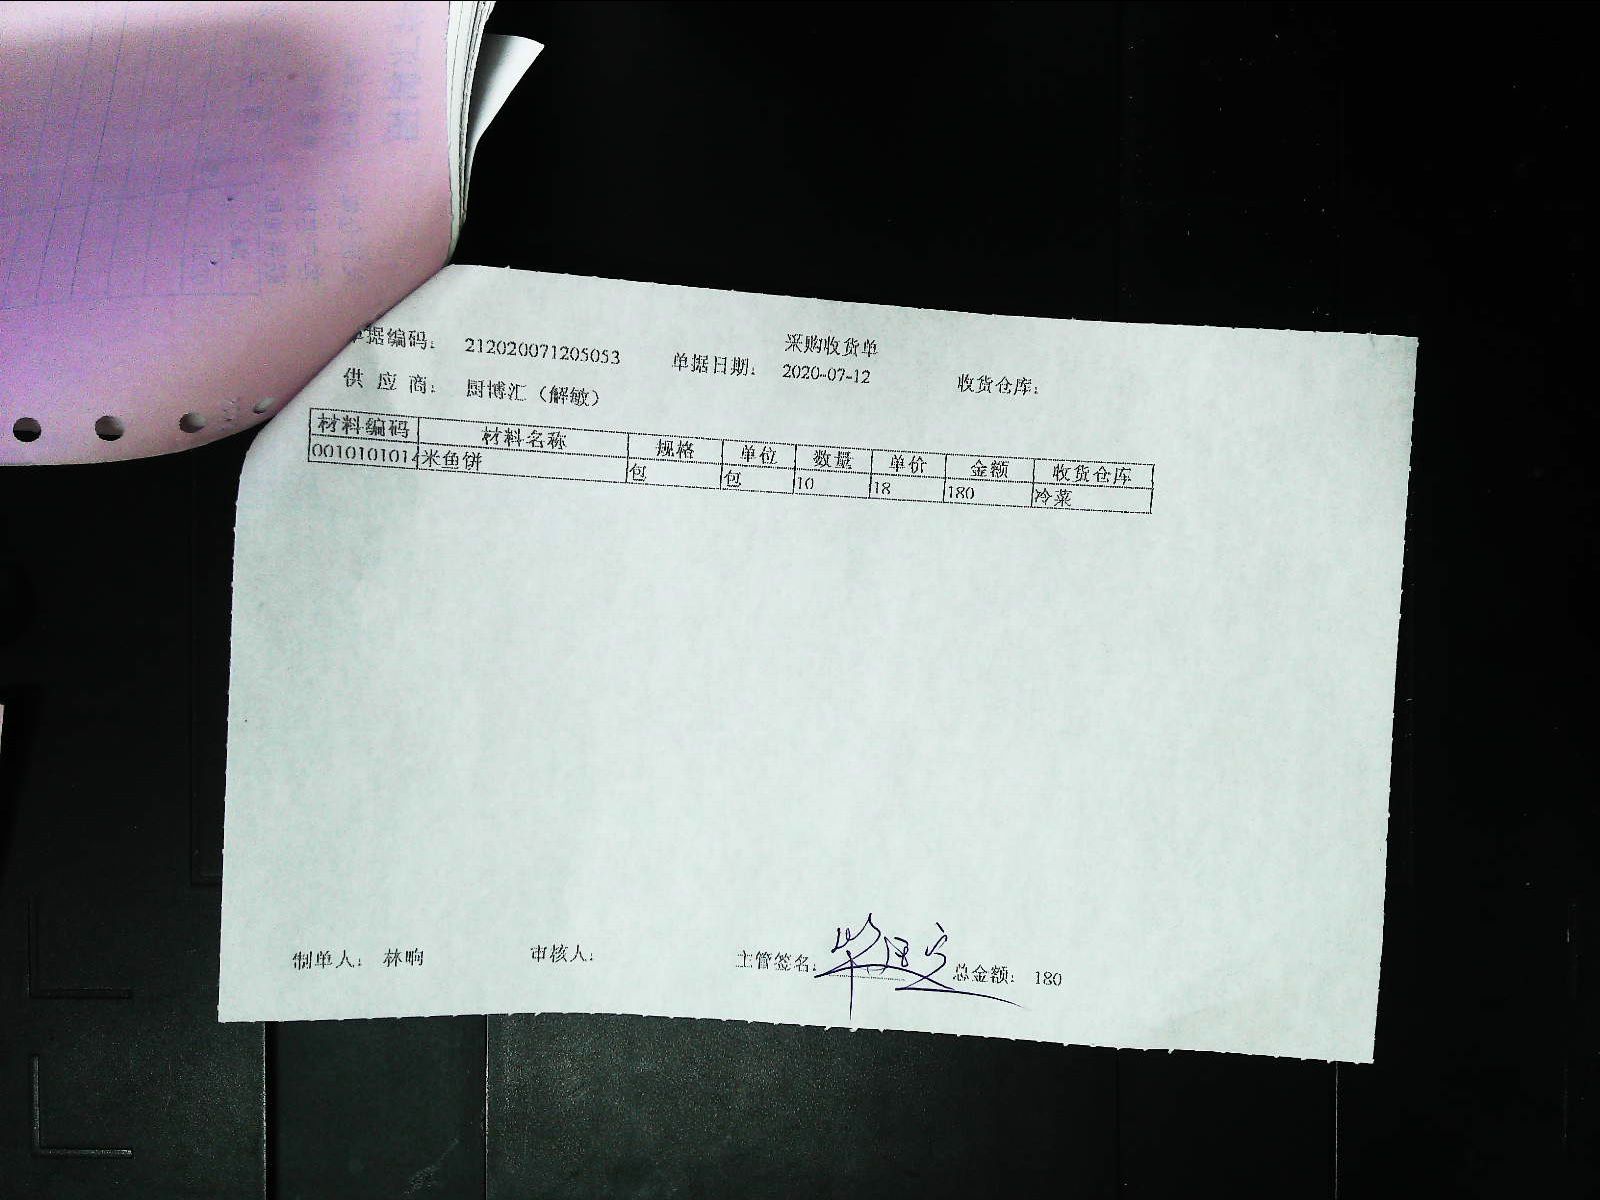 采购收货单
单据编码： 212020071205053 单据日期： 2020-07-12 收货仓库：
供 应 商： 厨博汇（解敏）
材料编码 材料名称 规格 单位 数量 单价 金额 收货仓库
0010101014 米鱼饼 包 包 10 18 180 冷菜
制单人： 林晌 审核人： 主管签名： 总金额： 180